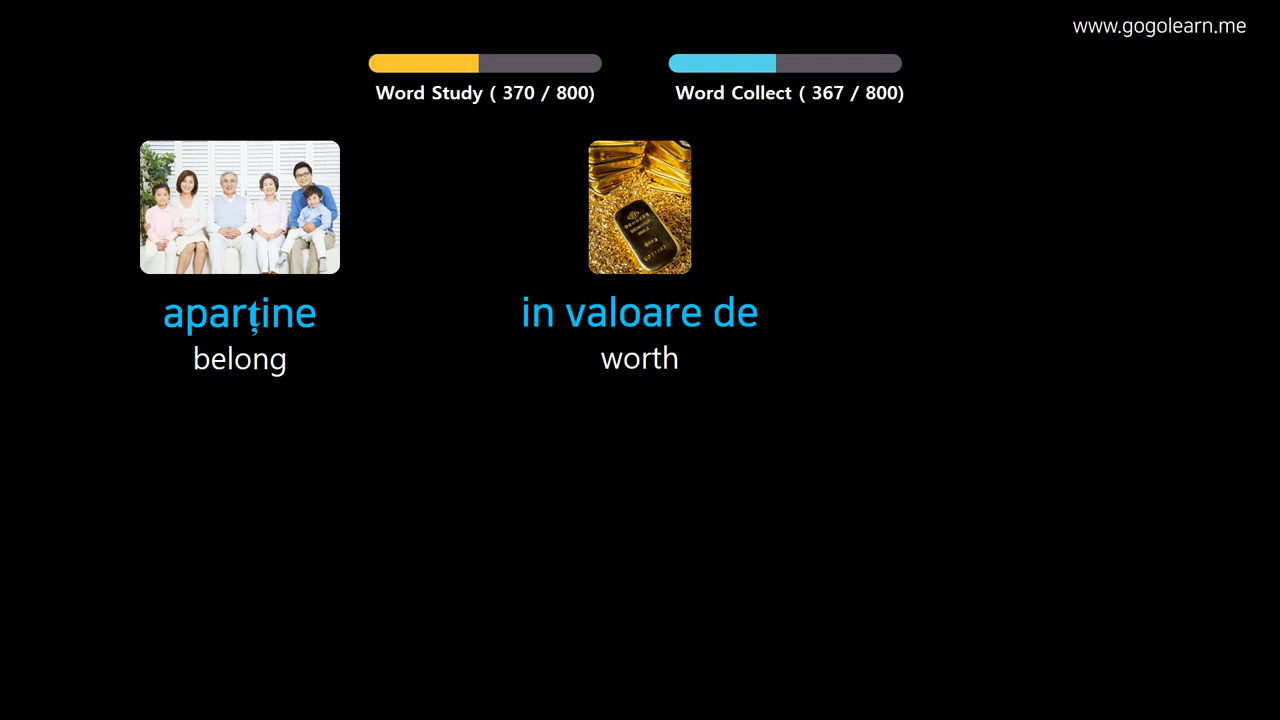 www.gogolearn.me
Word Study ( 370 / 800)
Word Collect ( 367 / 800)
aparține
belong
in valoare de
worth